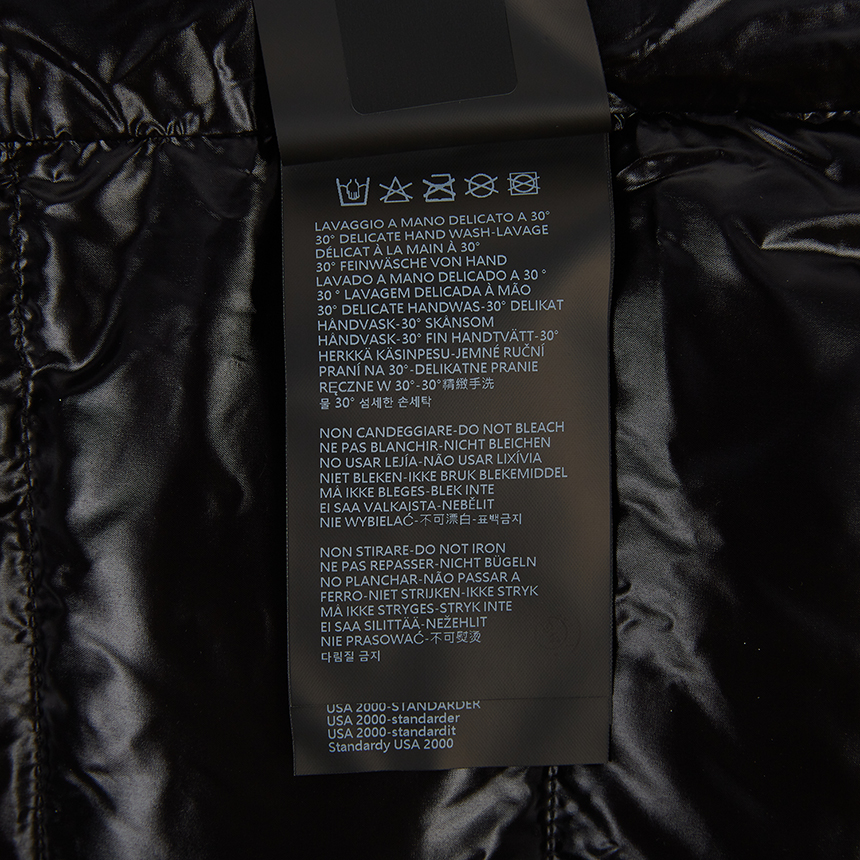 LAVAGGIO A MANO DELICATO A 30°
30° DELICATE HAND WASH-LAVAGE
DÉLICAT À LA MAIN À 30°
30° FEINWÄSCHE VON HAND
LAVADO A MANO DELICADO A 30 °
30 ° LAVAGEM DELICADA À MÃO
30° DELICATE HANDWAS-30° DELIKAT
HÅNDVASK-30° SKÅNSOM
HÅNDVASK-30° FIN HANDTVÄTT-30°
HERKKÄ KÄSINPESU-JEMNÉ RUČNÍ
PRANÍ NA 30°-DELIKATNE PRANIE
RĘCZNE W 30°-30°精緻手洗
물 30° 섬세한 손세탁
NON CANDEGGIARE-DO NOT BLEACH
NE PAS BLANCHIR-NICHT BLEICHEN
NO USAR LEJÍA-NÃO USAR LIXÍVIA
NIET BLEKEN-IKKE BRUK BLEKEMIDDEL
MÅ IKKE BLEGES-BLEK INTE
EI SAA VALKAISTA-NEBĚLIT
NIE WYBIELAĆ-不可漂白-표백금지
NON STIRARE-DO NOT IRON
NE PAS REPASSER-NICHT BÜGELN
NO PLANCHAR-NÃO PASSAR A
FERRO-NIET STRIJKEN-IKKE STRYK
MÅ IKKE STRYGES-STRYK INTE
EI SAA SILITTÄÄ-NEŽEHLIT
NIE PRASOWAĆ-不可熨烫
다림질 금지
USA 2000-STANDARDER
USA 2000-standarder
USA 2000-standardit
Standardy USA 2000